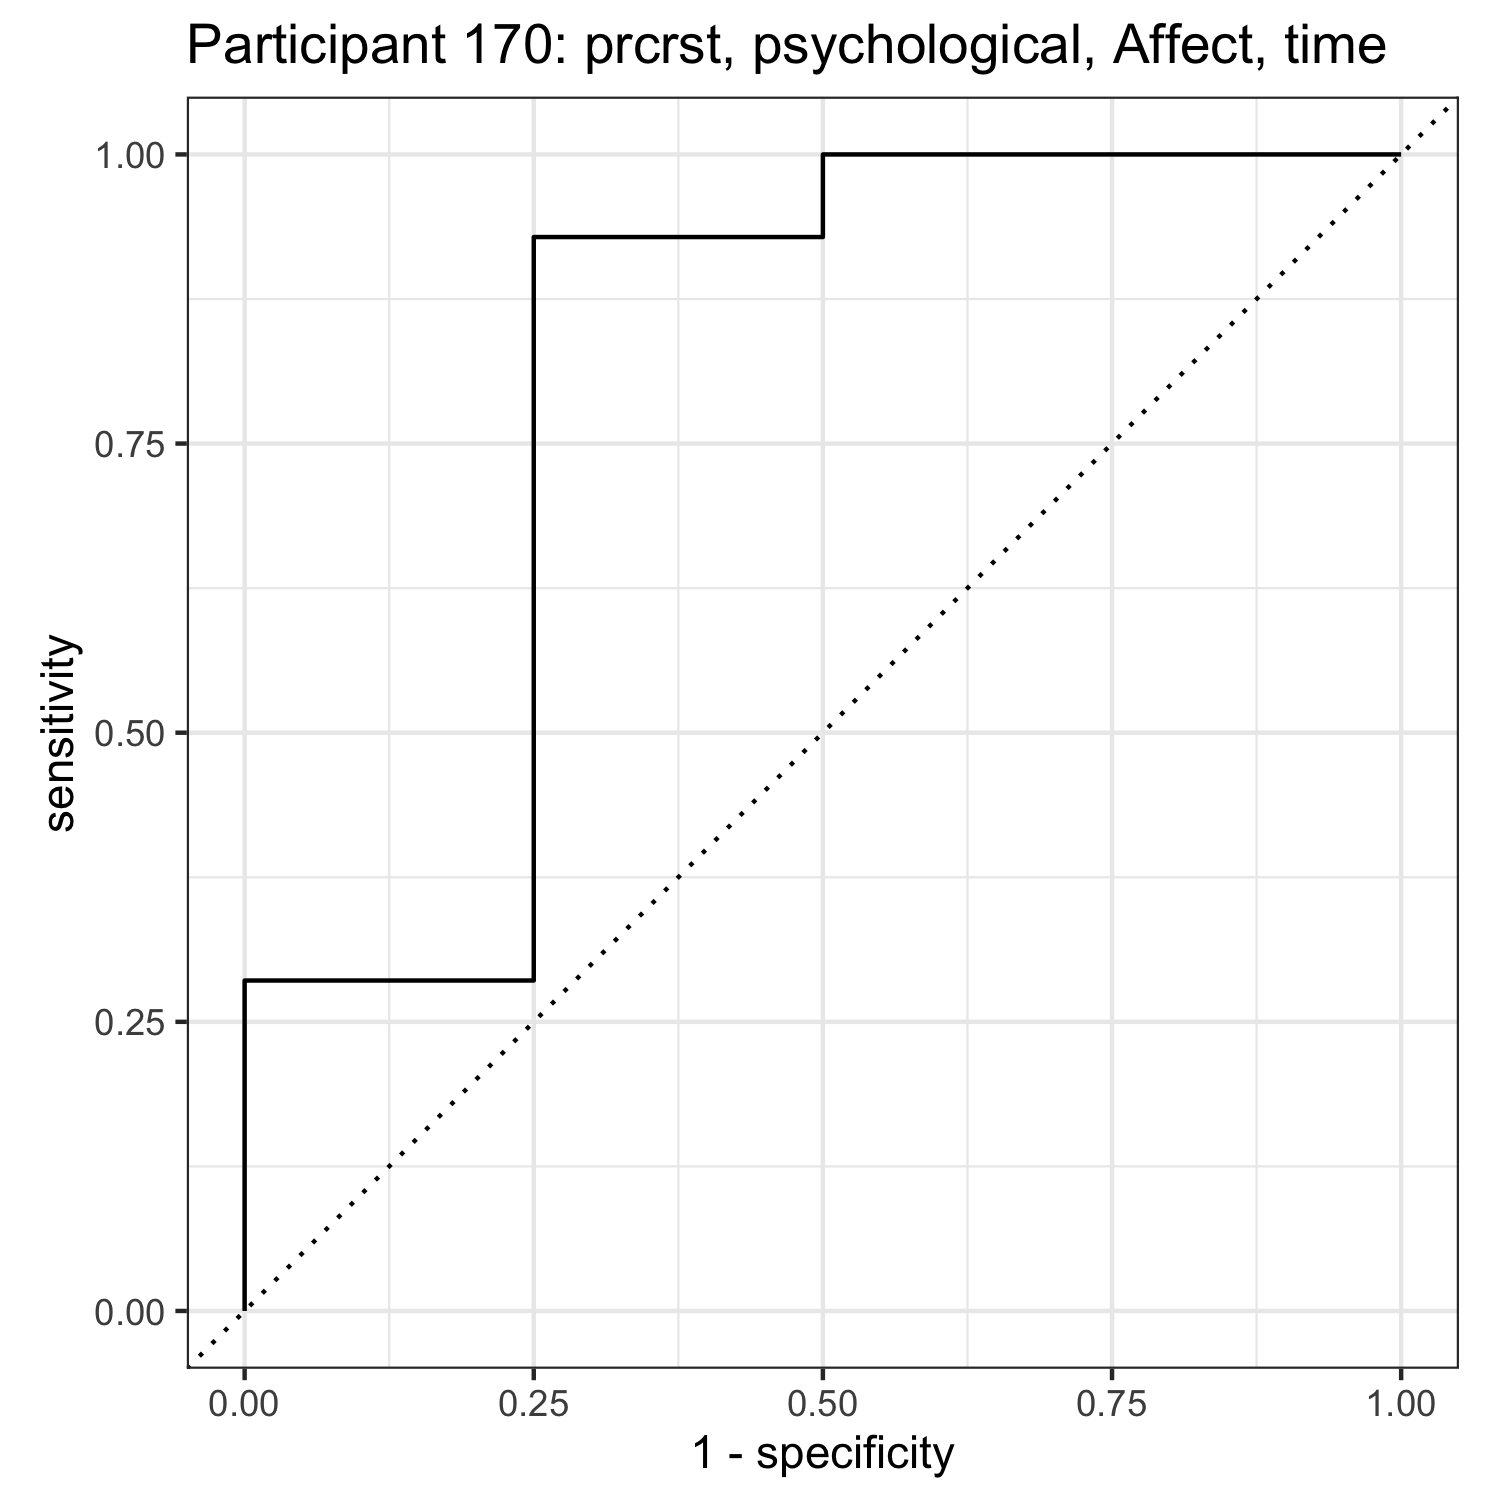 Participant 170: prcrst, psychological, Affect, time
1.00
0.75
0.50
0.25
0.00
sensitivity
0.00 0.25 0.50 0.75 1.00
1 - specificity